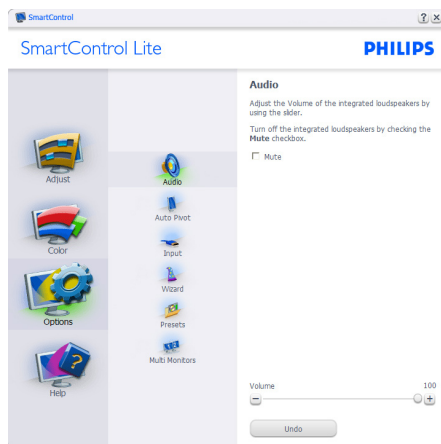 SmartControl
SmartControl Lite
PHILIPS
Adjust
Color
Options
Help
Audio
Auto Pivot
Input
Wizard
Presets
Multi Monitors
Audio
Adjust the Volume of the integrated loudspeakers by
using the slider.
Turn off the integrated loudspeakers by checking the
Mute checkbox.
Mute
Volume 100
Undo